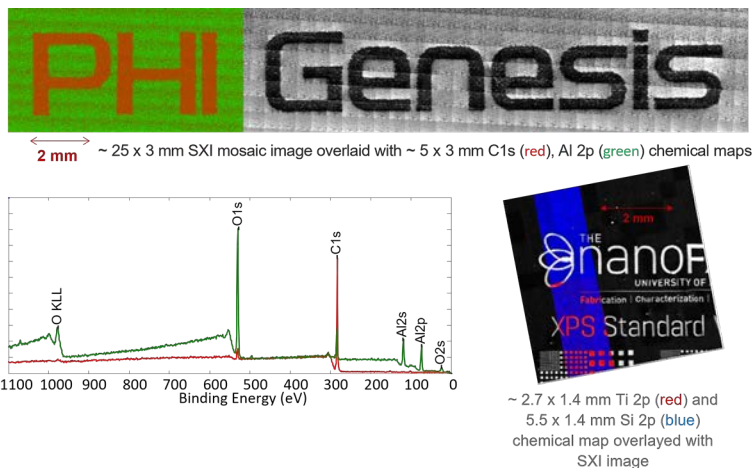 PHI Genesis
2 mm
~ 25 x 3 mm SXI mosaic image overlaid with ~ 5 x 3 mm C1s (red), Al 2p (green) chemical maps
O KLL
O1s
C1s
Al2s
Al2p
O2s
1100 1000 900 800 700 600 500 400 300 200 100 0
Binding Energy (eV)
2 mm
THE
nanoFA
UNIVERSITY OF
Fabrication | Characterization |
XPS Standard
~ 2.7 x 1.4 mm Ti 2p (red) and
5.5 x 1.4 mm Si 2p (blue)
chemical map overlayed with
SXI image